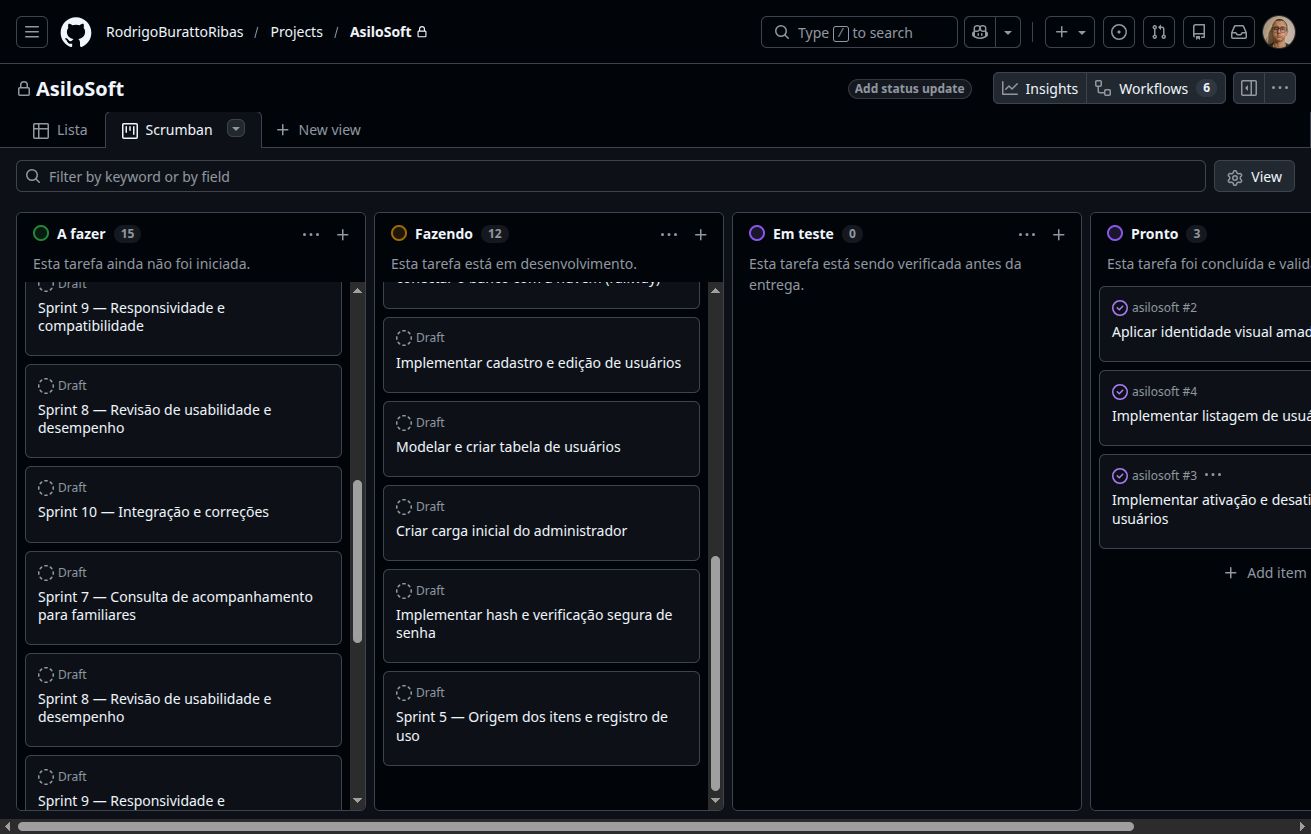 RodrigoBurattoRibas / Projects / AsiloSoft
Type / to search
AsiloSoft
Add status update
Insights
Workflows 6
Lista
Scrumban
New view
Filter by keyword or by field
View
A fazer 15
Esta tarefa ainda não foi iniciada.
Draft
Sprint 9 — Responsividade e
compatibilidade
Draft
Sprint 8 — Revisão de usabilidade e
desempenho
Draft
Sprint 10 — Integração e correções
Draft
Sprint 7 — Consulta de acompanhamento
para familiares
Draft
Sprint 8 — Revisão de usabilidade e
desempenho
Draft
Sprint 9 — Responsividade e
Fazendo 12
Esta tarefa está em desenvolvimento.
conectar o banco com a nuvem (railway)
Draft
Implementar cadastro e edição de usuários
Draft
Modelar e criar tabela de usuários
Draft
Criar carga inicial do administrador
Draft
Implementar hash e verificação segura de
senha
Draft
Sprint 5 — Origem dos itens e registro de
uso
Em teste 0
Esta tarefa está sendo verificada antes da
entrega.
Pronto 3
Esta tarefa foi concluída e valid
asilosoft #2
Aplicar identidade visual amad
asilosoft #4
Implementar listagem de usuá
asilosoft #3
Implementar ativação e desati
usuários
Add item